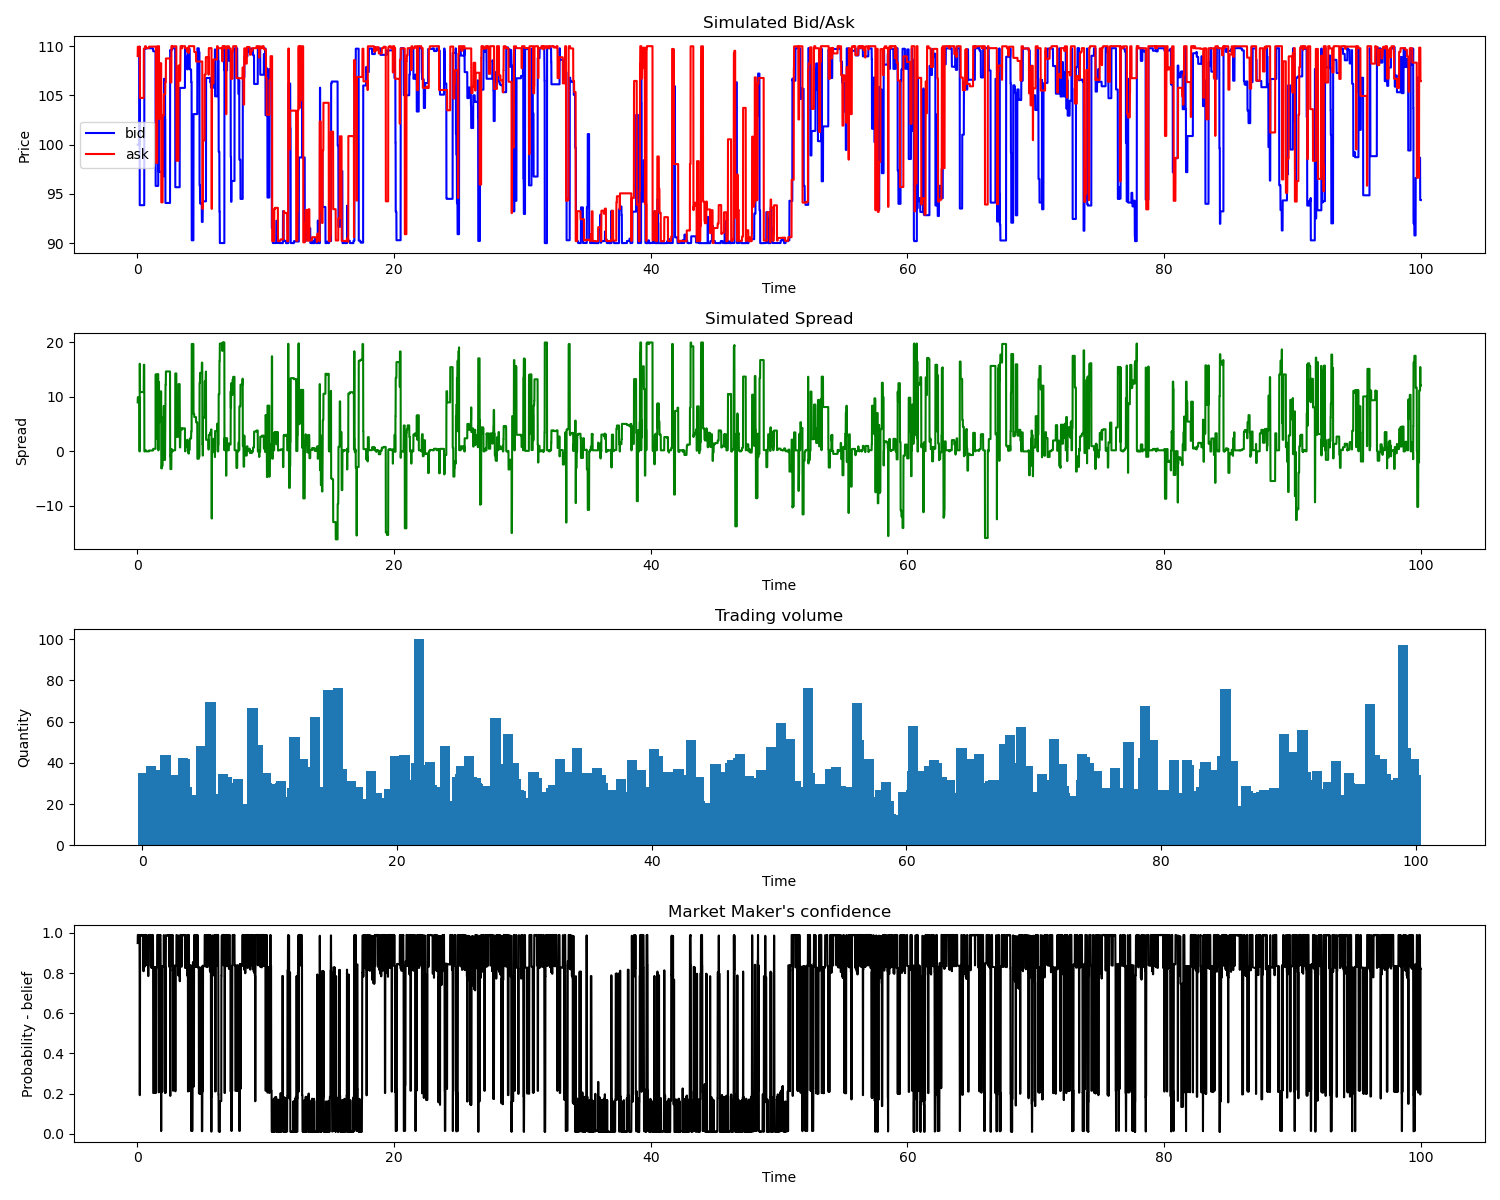 Simulated Bid/Ask
110
105
100
95
90
Price
bid
ask
0 20 40 60 80 100
Time
Simulated Spread
20
10
0
−10
Spread
0 20 40 60 80 100
Time
Trading volume
100
80
60
40
20
0
Quantity
0 20 40 60 80 100
Time
Market Maker's confidence
1.0
0.8
0.6
0.4
0.2
0.0
Probability - belief
0 20 40 60 80 100
Time